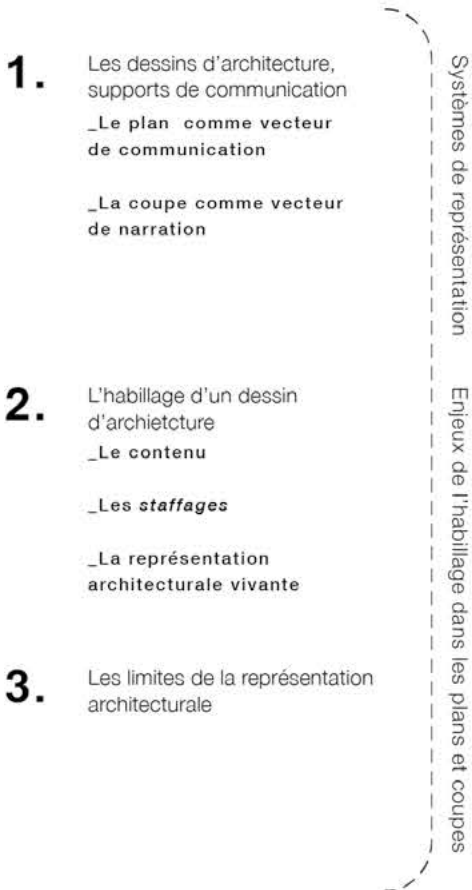 1.
Les dessins d'architecture,
supports de communication
_Le plan comme vecteur
de communication
_La coupe comme vecteur
de narration
2.
L'habillage d'un dessin
d'archietcture
_Le contenu
_Les staffages
_La représentation
architecturale vivante
3.
Les limites de la représentation
architecturale
Systèmes de représentation
Enjeux de l'habillage dans les plans et coupes